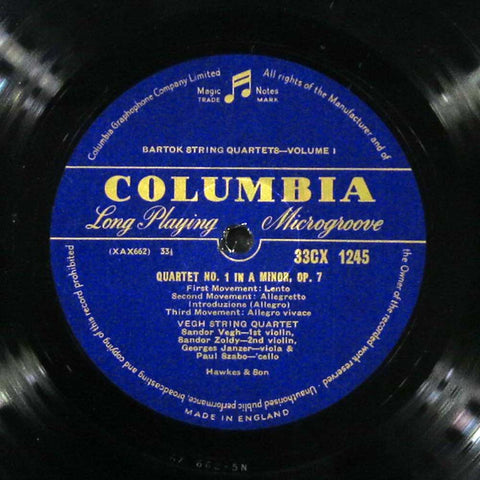 Columbia Graphophone Company Limited
Magic Notes
TRADE MARK
All rights of the Manufacturer and of
the Owner of the recorded work reserved.
Unauthorised public performance, broadcasting and copying of this record prohibited
BARTOK STRING QUARTETS—VOLUME 1
COLUMBIA
Long Playing Microgroove
(XAX662) 33⅓
33CX 1245
QUARTET NO. 1 IN A MINOR, OP. 7
First Movement: Lento
Second Movement: Allegretto
Introduzione (Allegro)
Third Movement: Allegro vivace
VEGH STRING QUARTET
Sandor Vegh—1st violin,
Sandor Zoldy—2nd violin,
Georges Janzer—viola &
Paul Szabo—'cello
Hawkes & Son
MADE IN ENGLAND